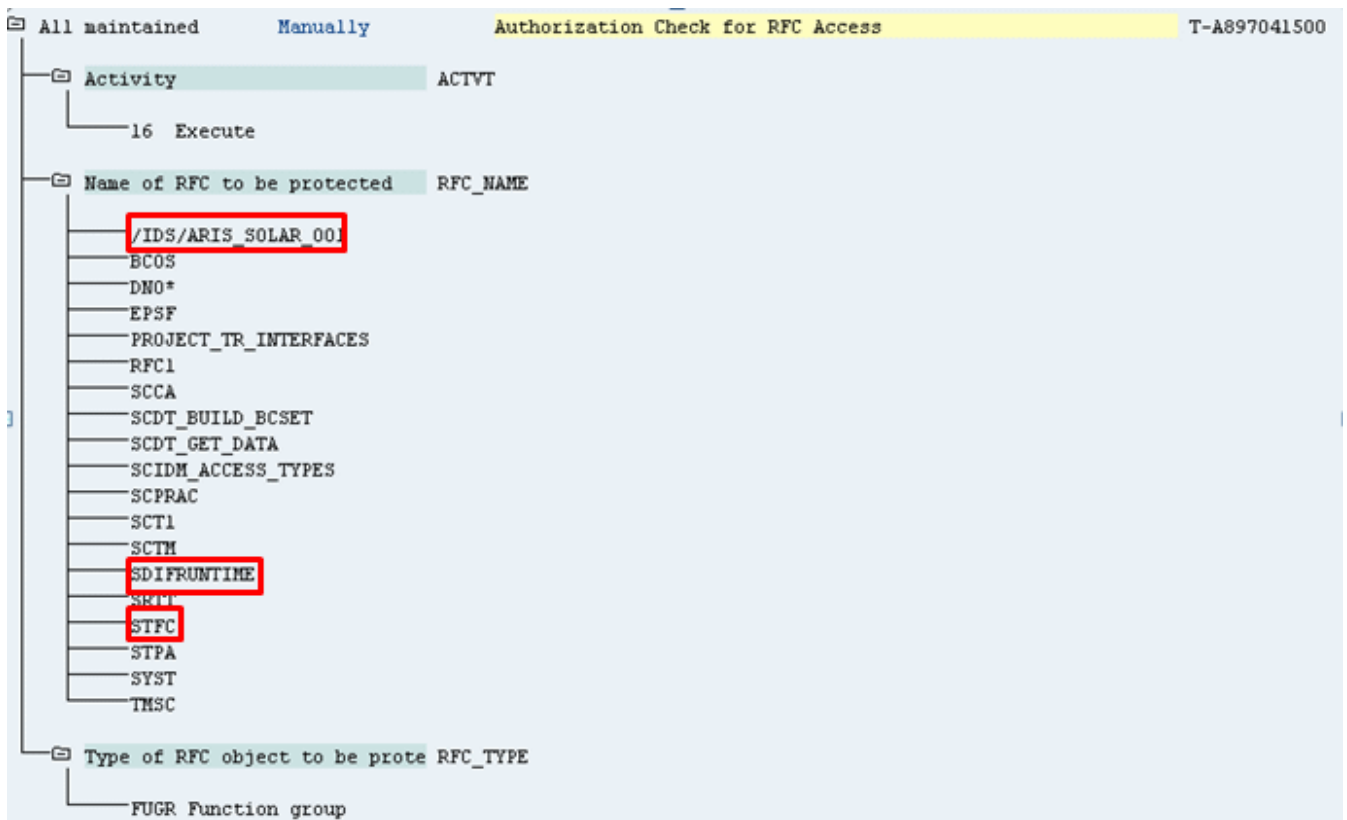 All maintained Manually Authorization Check for RFC Access T-A897041500
Activity ACTVT
16 Execute
Name of RFC to be protected RFC_NAME
/IDS/ARIS_SOLAR_001
BCOS
DNO*
EPSF
PROJECT_TR_INTERFACES
RFC1
SCCA
SCDT_BUILD_BCSET
SCDT_GET_DATA
SCIDM_ACCESS_TYPES
SCPRAC
SCT1
SCTM
SDIFRUNTIME
SRTT
STFC
STPA
SYST
TMSC
Type of RFC object to be prote RFC_TYPE
FUGR Function group